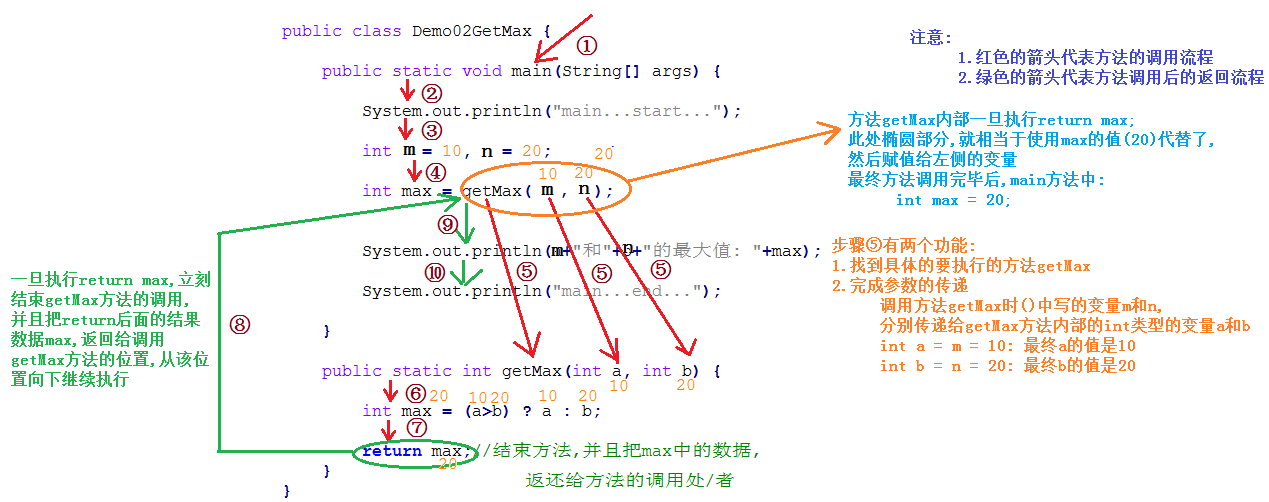 public class Demo02GetMax {
①
public static void main(String[] args) {
②
System.out.println("main...start...");
③
int m = 10, n = 20;
20
④
10 20
int max = getMax( m , n );
⑨
System.out.println(m+"和"+n+"的最大值: "+max);
⑤ ⑤ ⑤
⑩
System.out.println("main...end...");
}
public static int getMax(int a, int b) {
10 20
⑥ 20 10 20 10 20
int max = (a>b) ? a : b;
⑦
return max;//结束方法,并且把max中的数据,
20
返还给方法的调用处/者
}
}
⑧
一旦执行return max,立刻
结束getMax方法的调用,
并且把return后面的结果
数据max,返回给调用
getMax方法的位置,从该位
置向下继续执行
注意:
1.红色的箭头代表方法的调用流程
2.绿色的箭头代表方法调用后的返回流程
方法getMax内部一旦执行return max;
此处椭圆部分,就相当于使用max的值(20)代替了,
然后赋值给左侧的变量
最终方法调用完毕后,main方法中:
int max = 20;
步骤⑤有两个功能:
1.找到具体的要执行的方法getMax
2.完成参数的传递
调用方法getMax时()中写的变量m和n,
分别传递给getMax方法内部的int类型的变量a和b
int a = m = 10: 最终a的值是10
int b = n = 20: 最终b的值是20